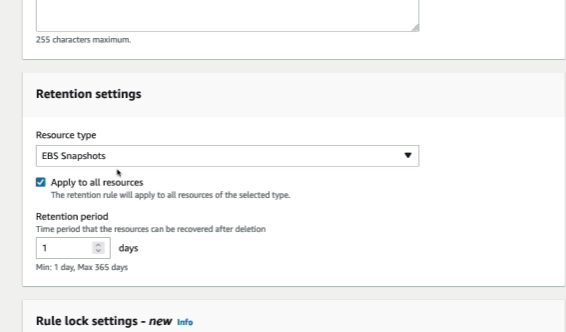 255 characters maximum.
Retention settings
Resource type
EBS Snapshots
Apply to all resources
The retention rule will apply to all resources of the selected type.
Retention period
Time period that the resources can be recovered after deletion
1 days
Min: 1 day, Max 365 days
Rule lock settings - new Info